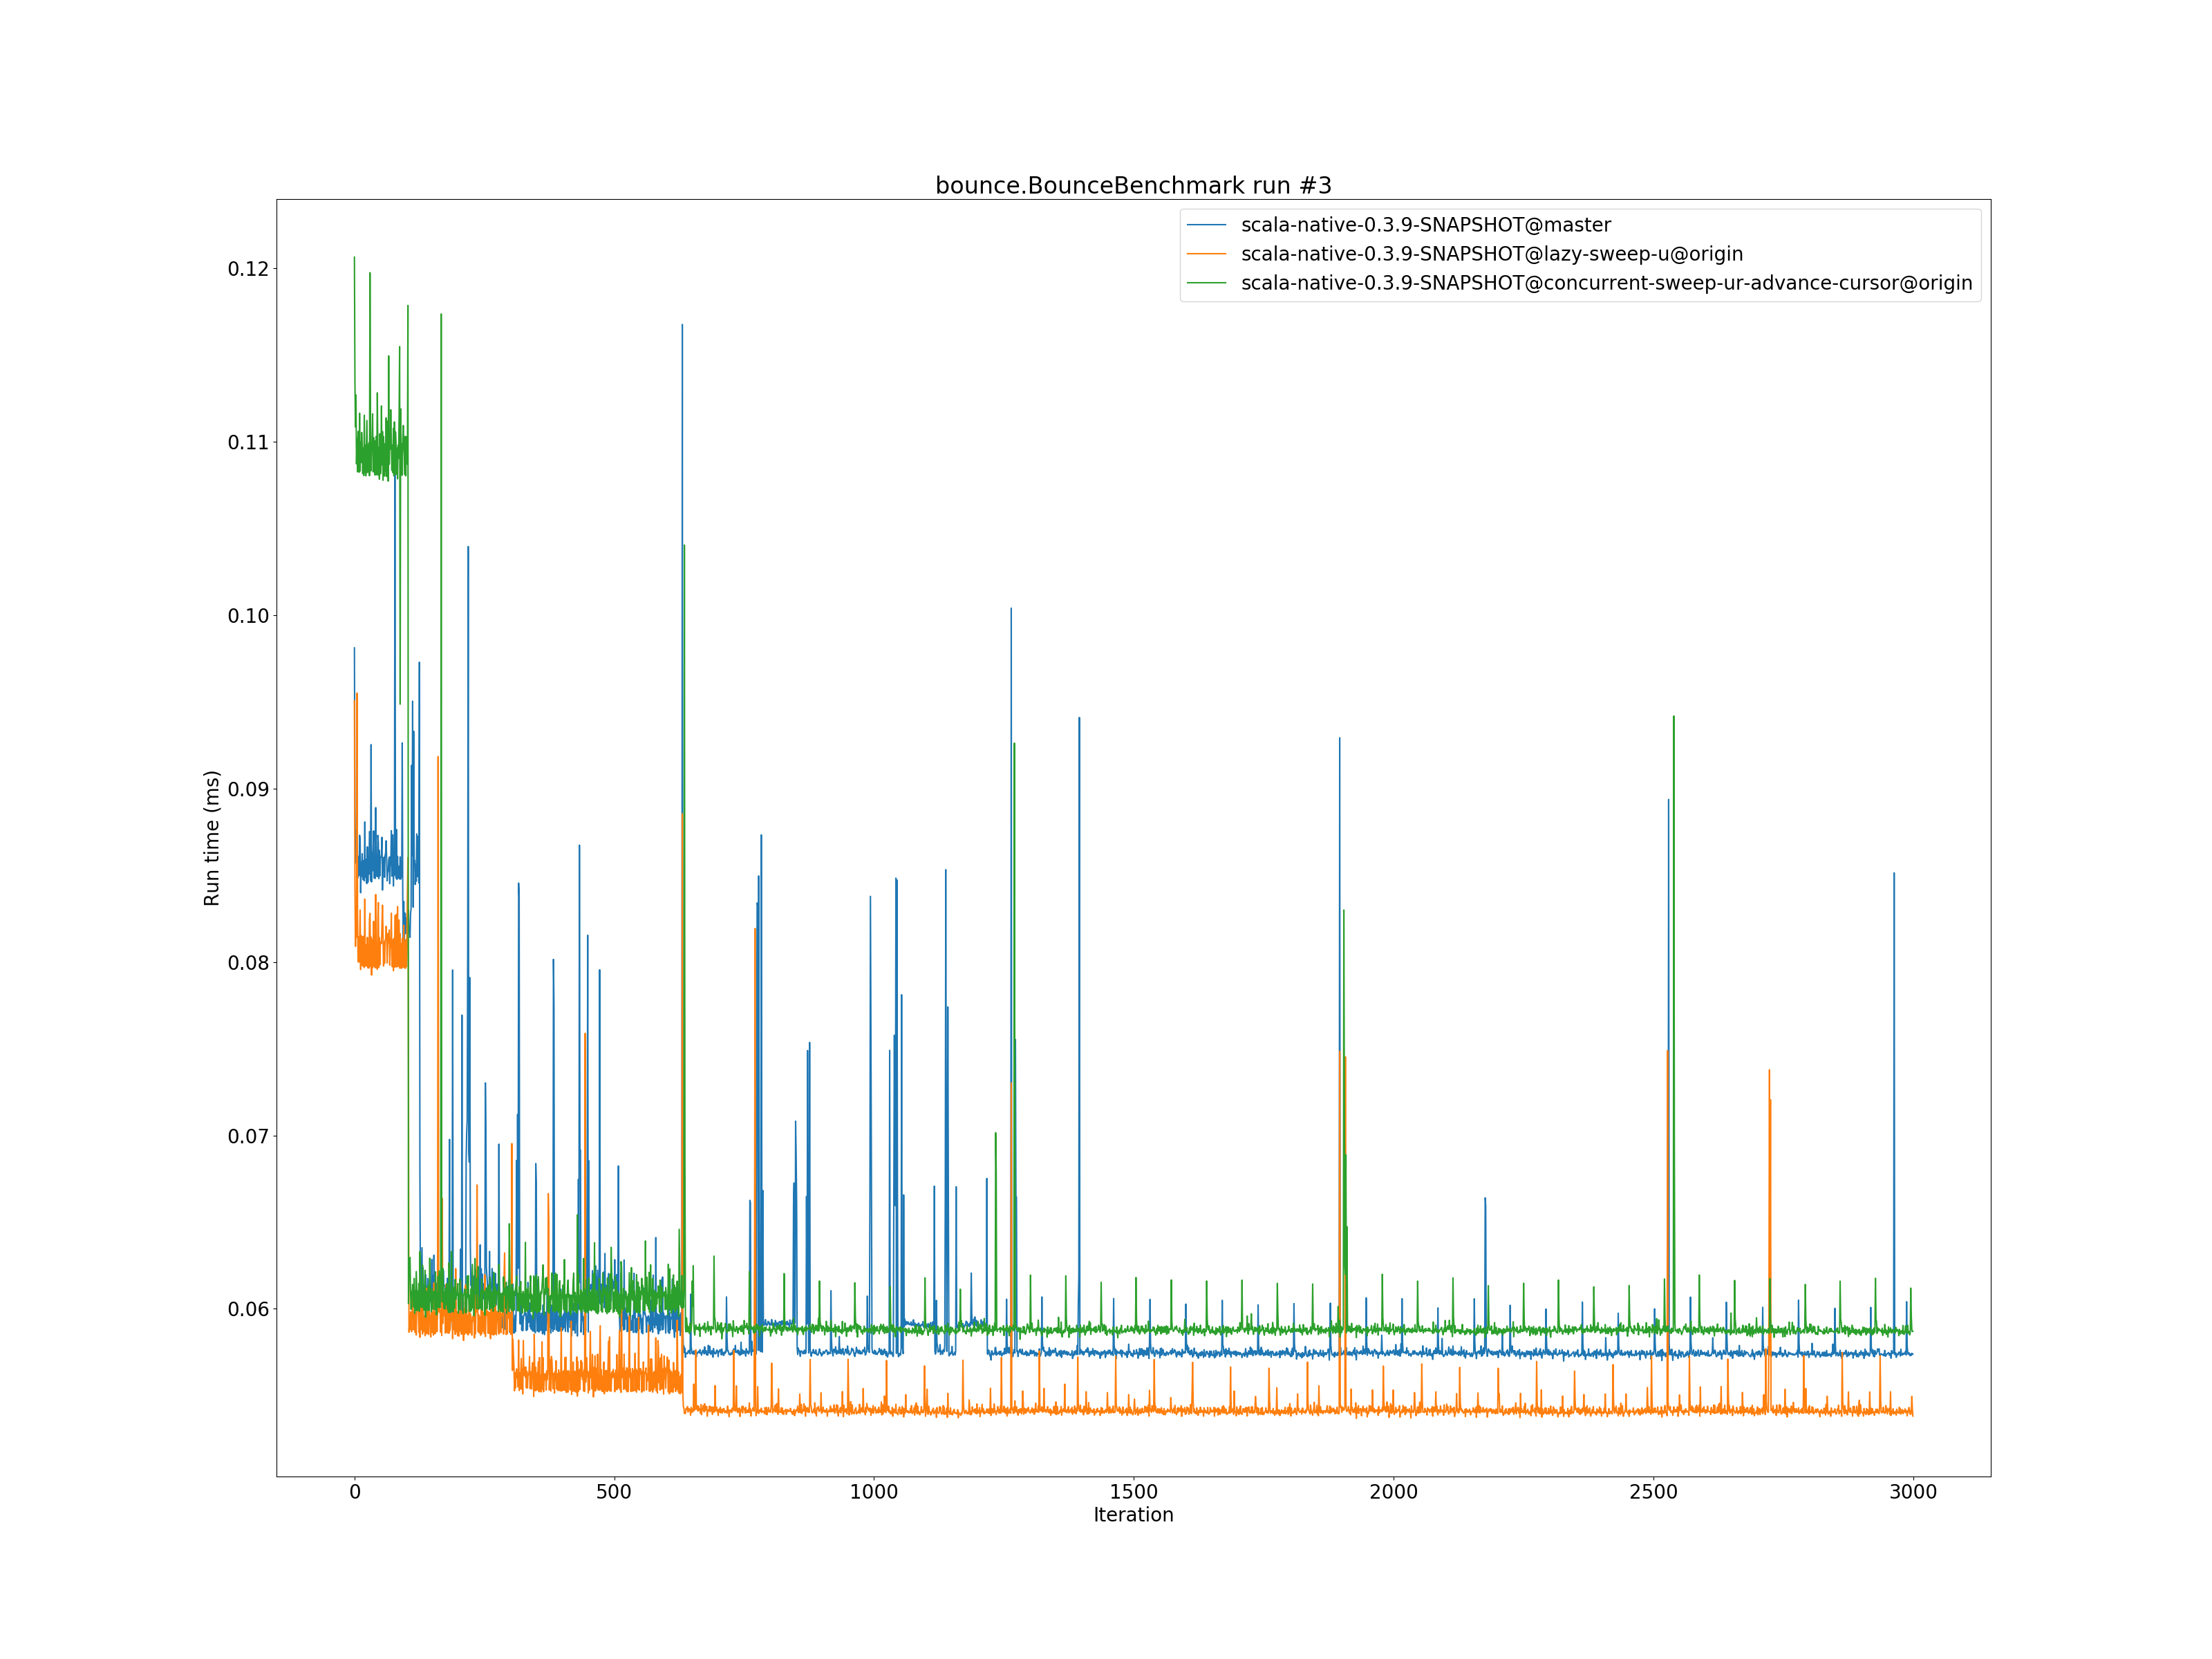 bounce.BounceBenchmark run #3
scala-native-0.3.9-SNAPSHOT@master
scala-native-0.3.9-SNAPSHOT@lazy-sweep-u@origin
scala-native-0.3.9-SNAPSHOT@concurrent-sweep-ur-advance-cursor@origin
0.12
0.11
0.10
0.09
0.08
0.07
0.06
Run time (ms)
0 500 1000 1500 2000 2500 3000
Iteration